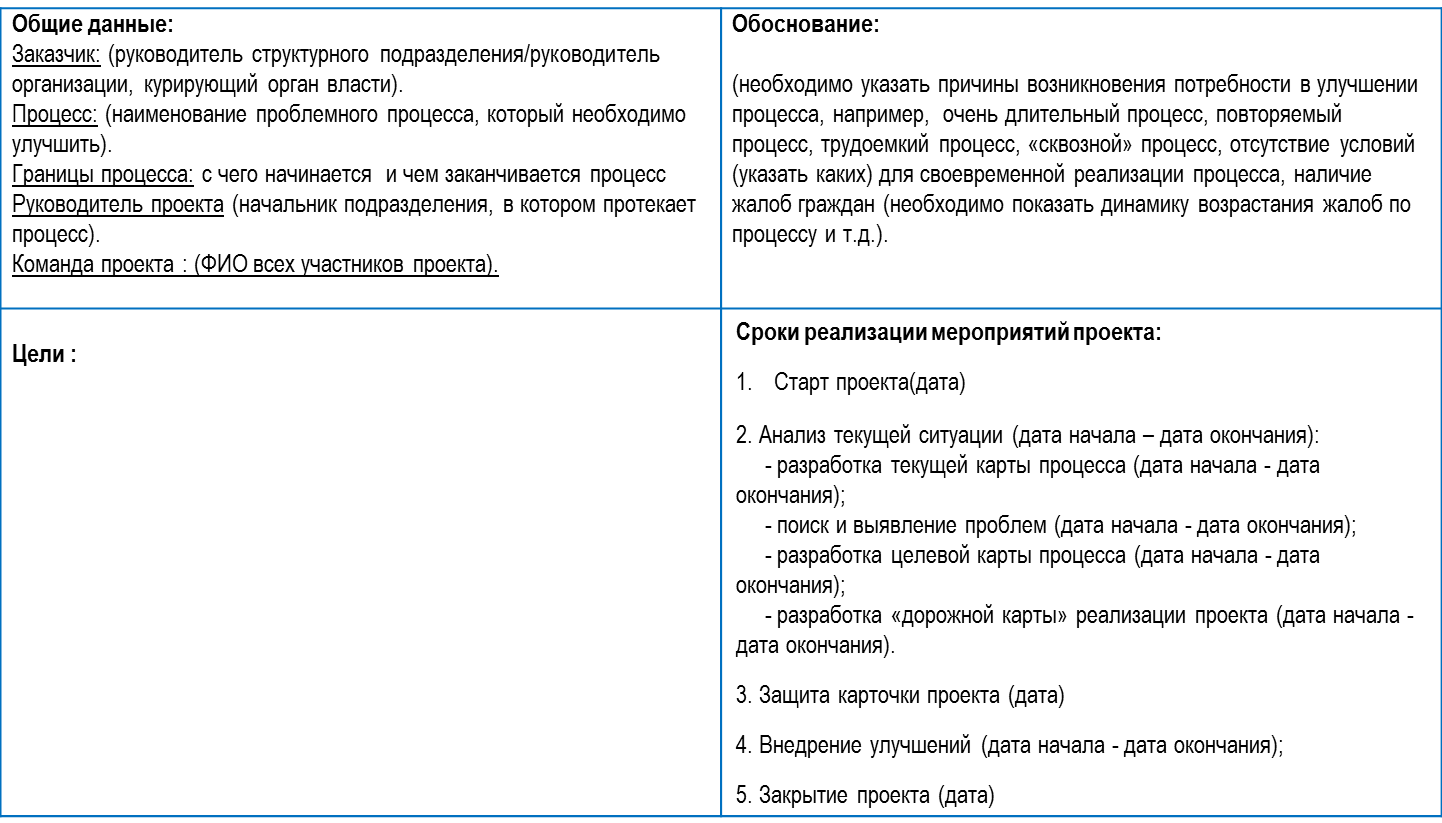 Общие данные:
Заказчик: (руководитель структурного подразделения/руководитель
организации, курирующий орган власти).
Процесс: (наименование проблемного процесса, который необходимо
улучшить).
Границы процесса: с чего начинается и чем заканчивается процесс
Руководитель проекта (начальник подразделения, в котором протекает
процесс).
Команда проекта : (ФИО всех участников проекта).
Обоснование:
(необходимо указать причины возникновения потребности в улучшении
процесса, например, очень длительный процесс, повторяемый
процесс, трудоемкий процесс, «сквозной» процесс, отсутствие условий
(указать каких) для своевременной реализации процесса, наличие
жалоб граждан (необходимо показать динамику возрастания жалоб по
процессу и т.д.).
Цели :
Сроки реализации мероприятий проекта:
1. Старт проекта(дата)
2. Анализ текущей ситуации (дата начала – дата окончания):
- разработка текущей карты процесса (дата начала - дата
окончания);
- поиск и выявление проблем (дата начала - дата окончания);
- разработка целевой карты процесса (дата начала - дата
окончания);
- разработка «дорожной карты» реализации проекта (дата начала -
дата окончания).
3. Защита карточки проекта (дата)
4. Внедрение улучшений (дата начала - дата окончания);
5. Закрытие проекта (дата)